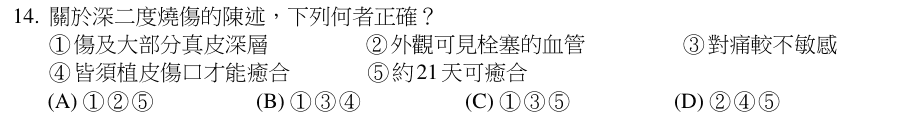 14. 關於深二度燒傷的陳述，下列何者正確？
①傷及大部分真皮深層 ②外觀可見栓塞的血管 ③對痛較不敏感
④皆須植皮傷口才能癒合 ⑤約21天可癒合
(A) ①②⑤ (B) ①③④ (C) ①③⑤ (D) ②④⑤